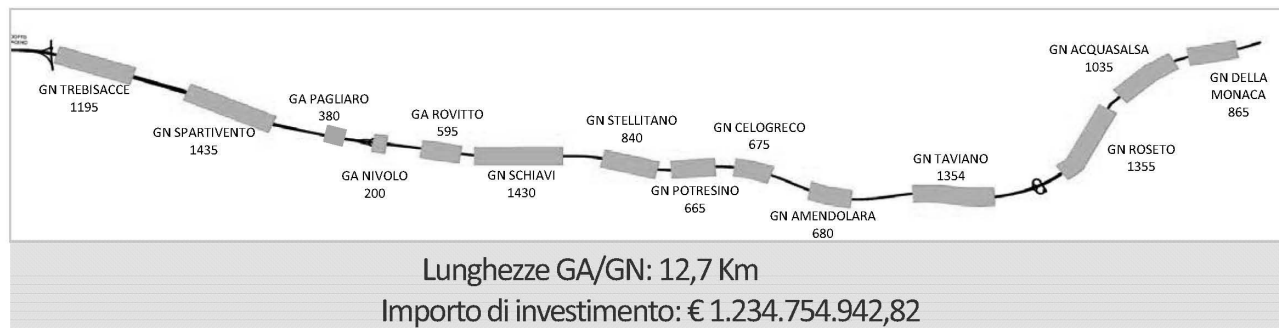 GN TREBISACCE
1195
GN SPARTIVENTO
1435
GA PAGLIARO
380
GA NIVOLO
200
GA ROVITTO
595
GN SCHIAVI
1430
GN STELLITANO
840
GN POTRESINO
665
GN CELOGRECO
675
GN AMENDOLARA
680
GN TAVIANO
1354
GN ROSETO
1355
GN ACQUASALSA
1035
GN DELLA
MONACA
865
Lunghezze GA/GN: 12,7 Km
Importo di investimento: € 1.234.754.942,82